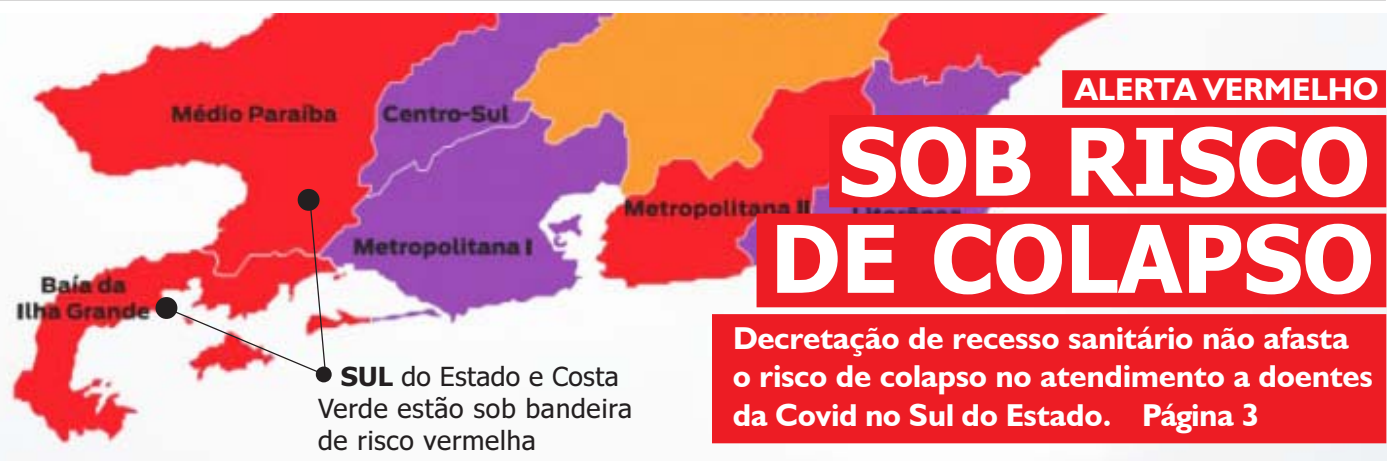 Médio Paraíba
Centro-Sul
Metropolitana II
Metropolitana I
Baía da
Ilha Grande
SUL do Estado e Costa
Verde estão sob bandeira
de risco vermelha
ALERTA VERMELHO
SOB RISCO
DE COLAPSO
Decretação de recesso sanitário não afasta
o risco de colapso no atendimento a doentes
da Covid no Sul do Estado. Página 3